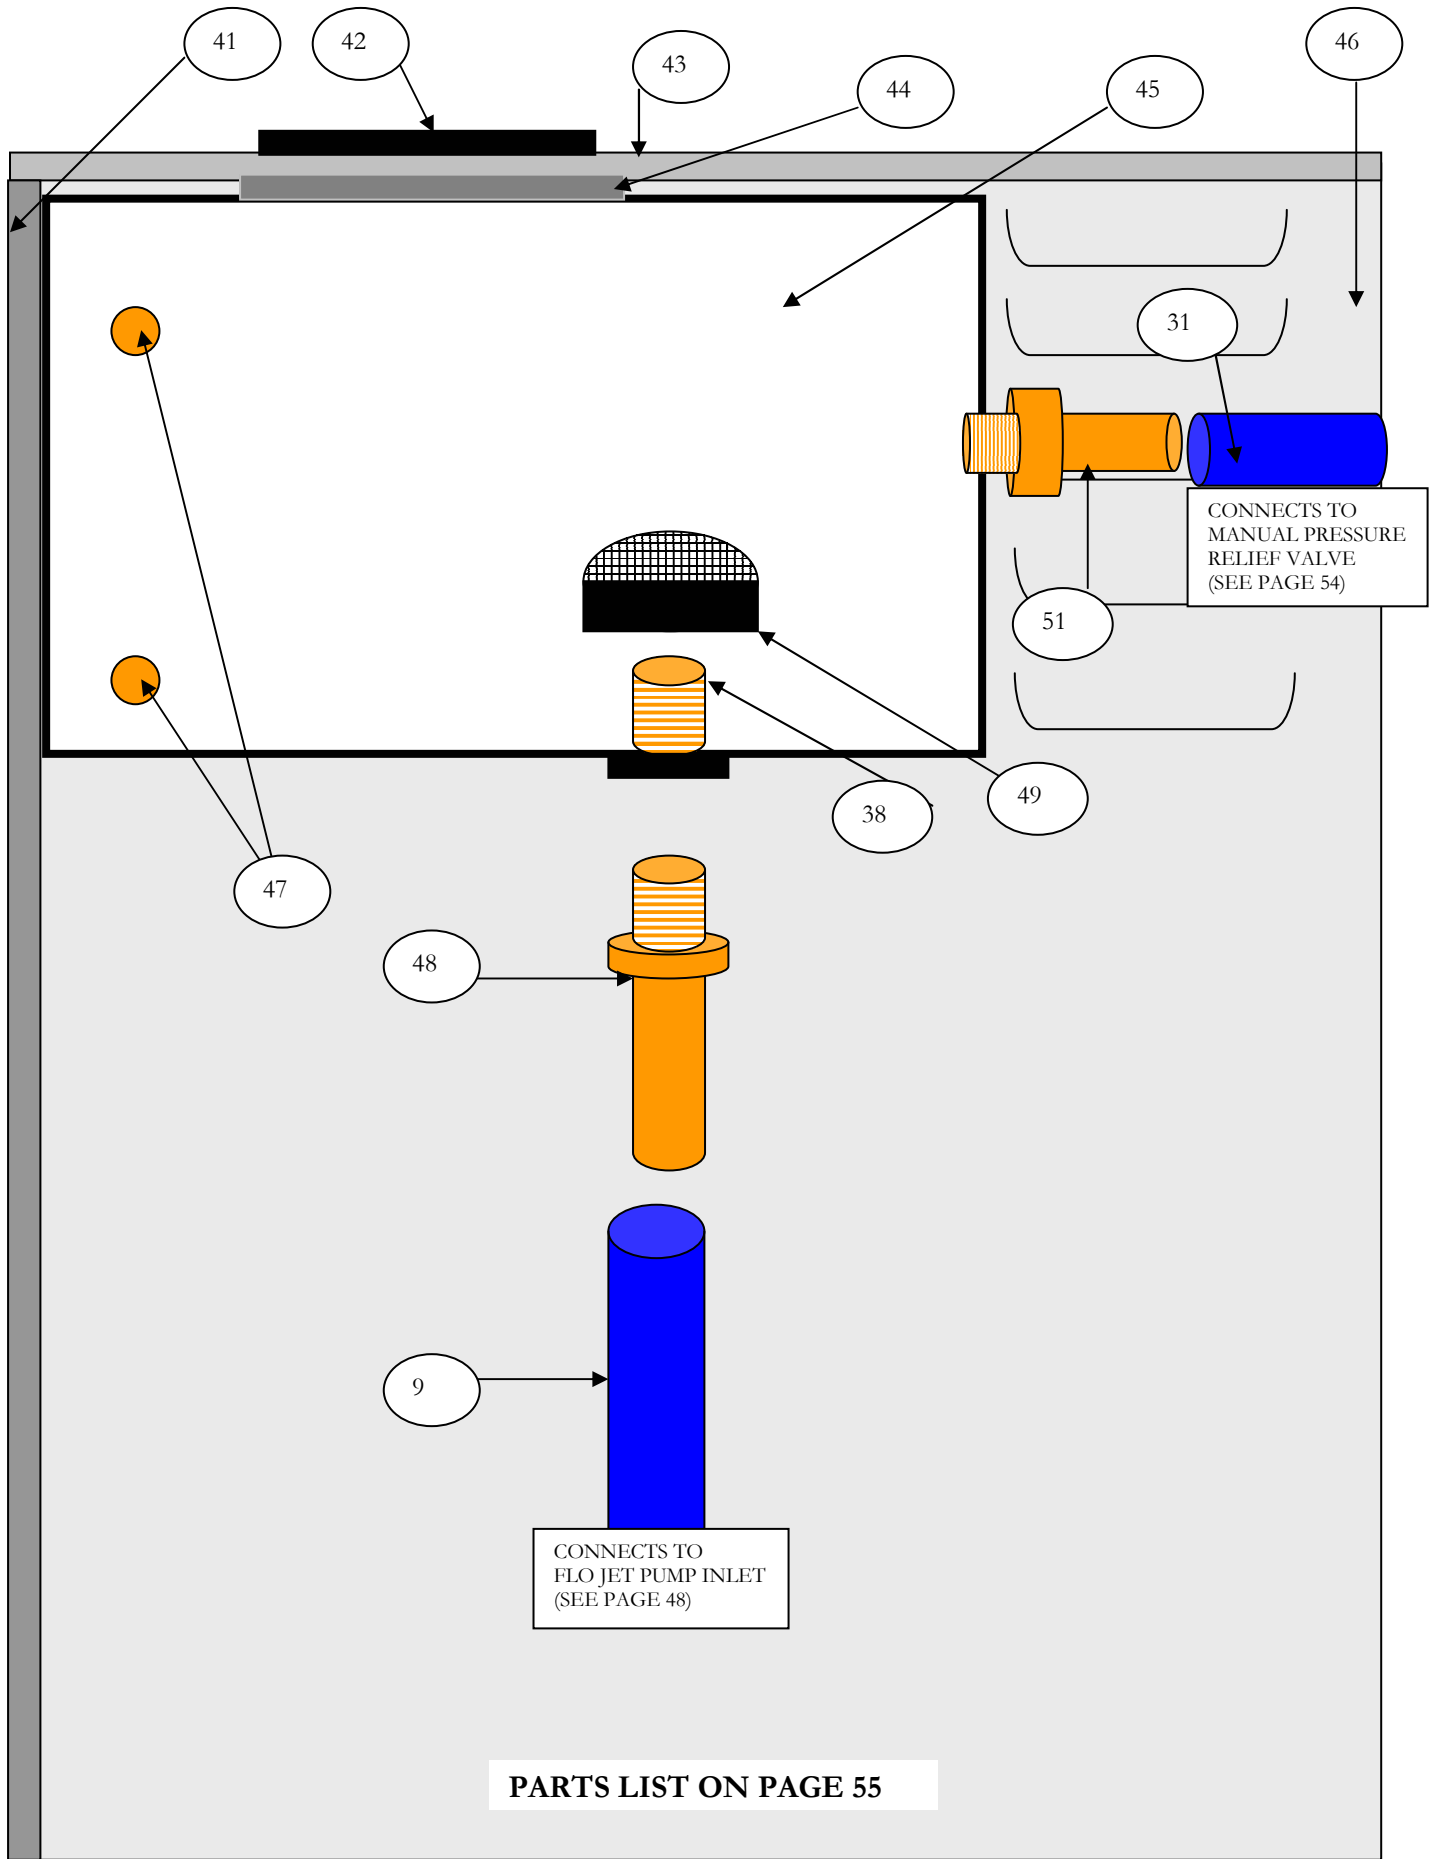 41
42
43
44
45
46
31
CONNECTS TO
MANUAL PRESSURE
RELIEF VALVE
(SEE PAGE 54)
51
49
38
47
48
9
CONNECTS TO
FLO JET PUMP INLET
(SEE PAGE 48)
PARTS LIST ON PAGE 55